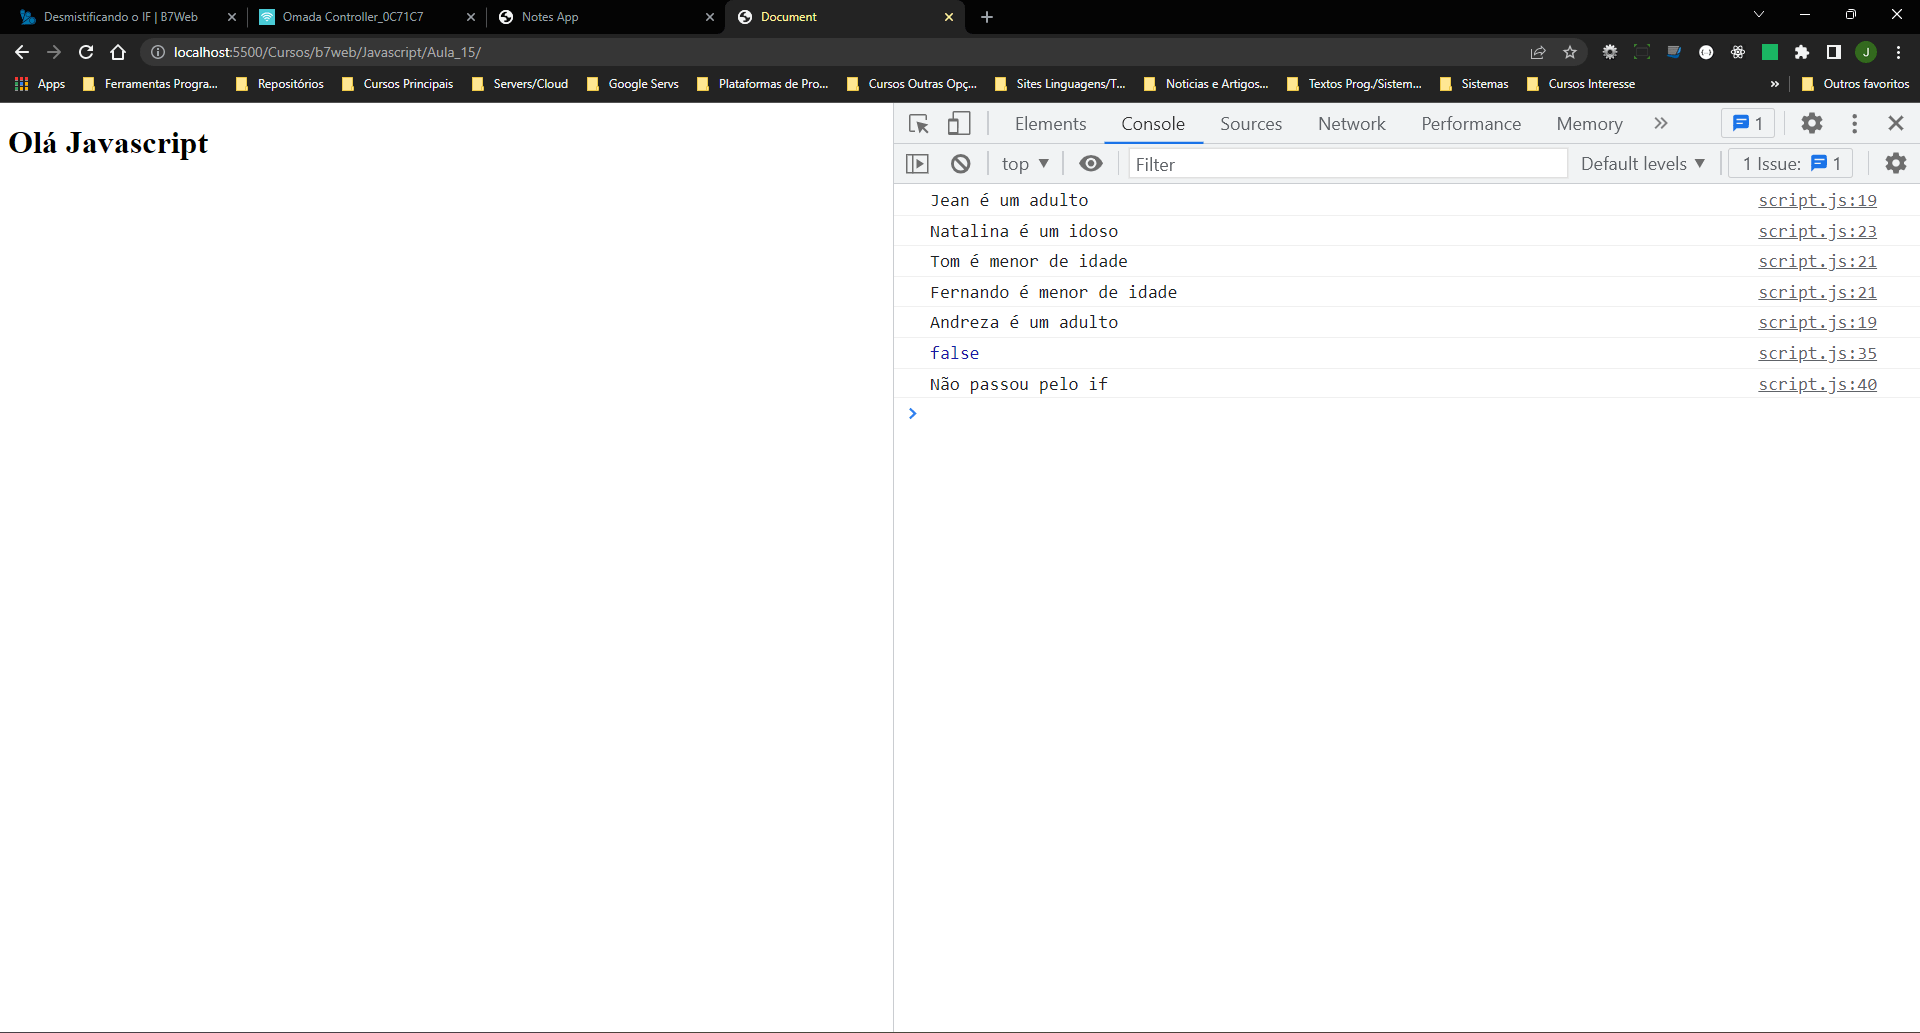 Desmistificando o IF | B7Web
Omada Controller_0C71C7
Notes App
Document
localhost:5500/Cursos/b7web/Javascript/Aula_15/
J
Apps
Ferramentas Progra...
Repositórios
Cursos Principais
Servers/Cloud
Google Servs
Plataformas de Pro...
Cursos Outras Opç...
Sites Linguagens/T...
Noticias e Artigos...
Textos Prog./Sistem...
Sistemas
Cursos Interesse
»
Outros favoritos
Olá Javascript
Elements
Console
Sources
Network
Performance
Memory
1
top
Filter
Default levels
1 Issue: 1
Jean é um adulto script.js:19
Natalina é um idoso script.js:23
Tom é menor de idade script.js:21
Fernando é menor de idade script.js:21
Andreza é um adulto script.js:19
false script.js:35
Não passou pelo if script.js:40